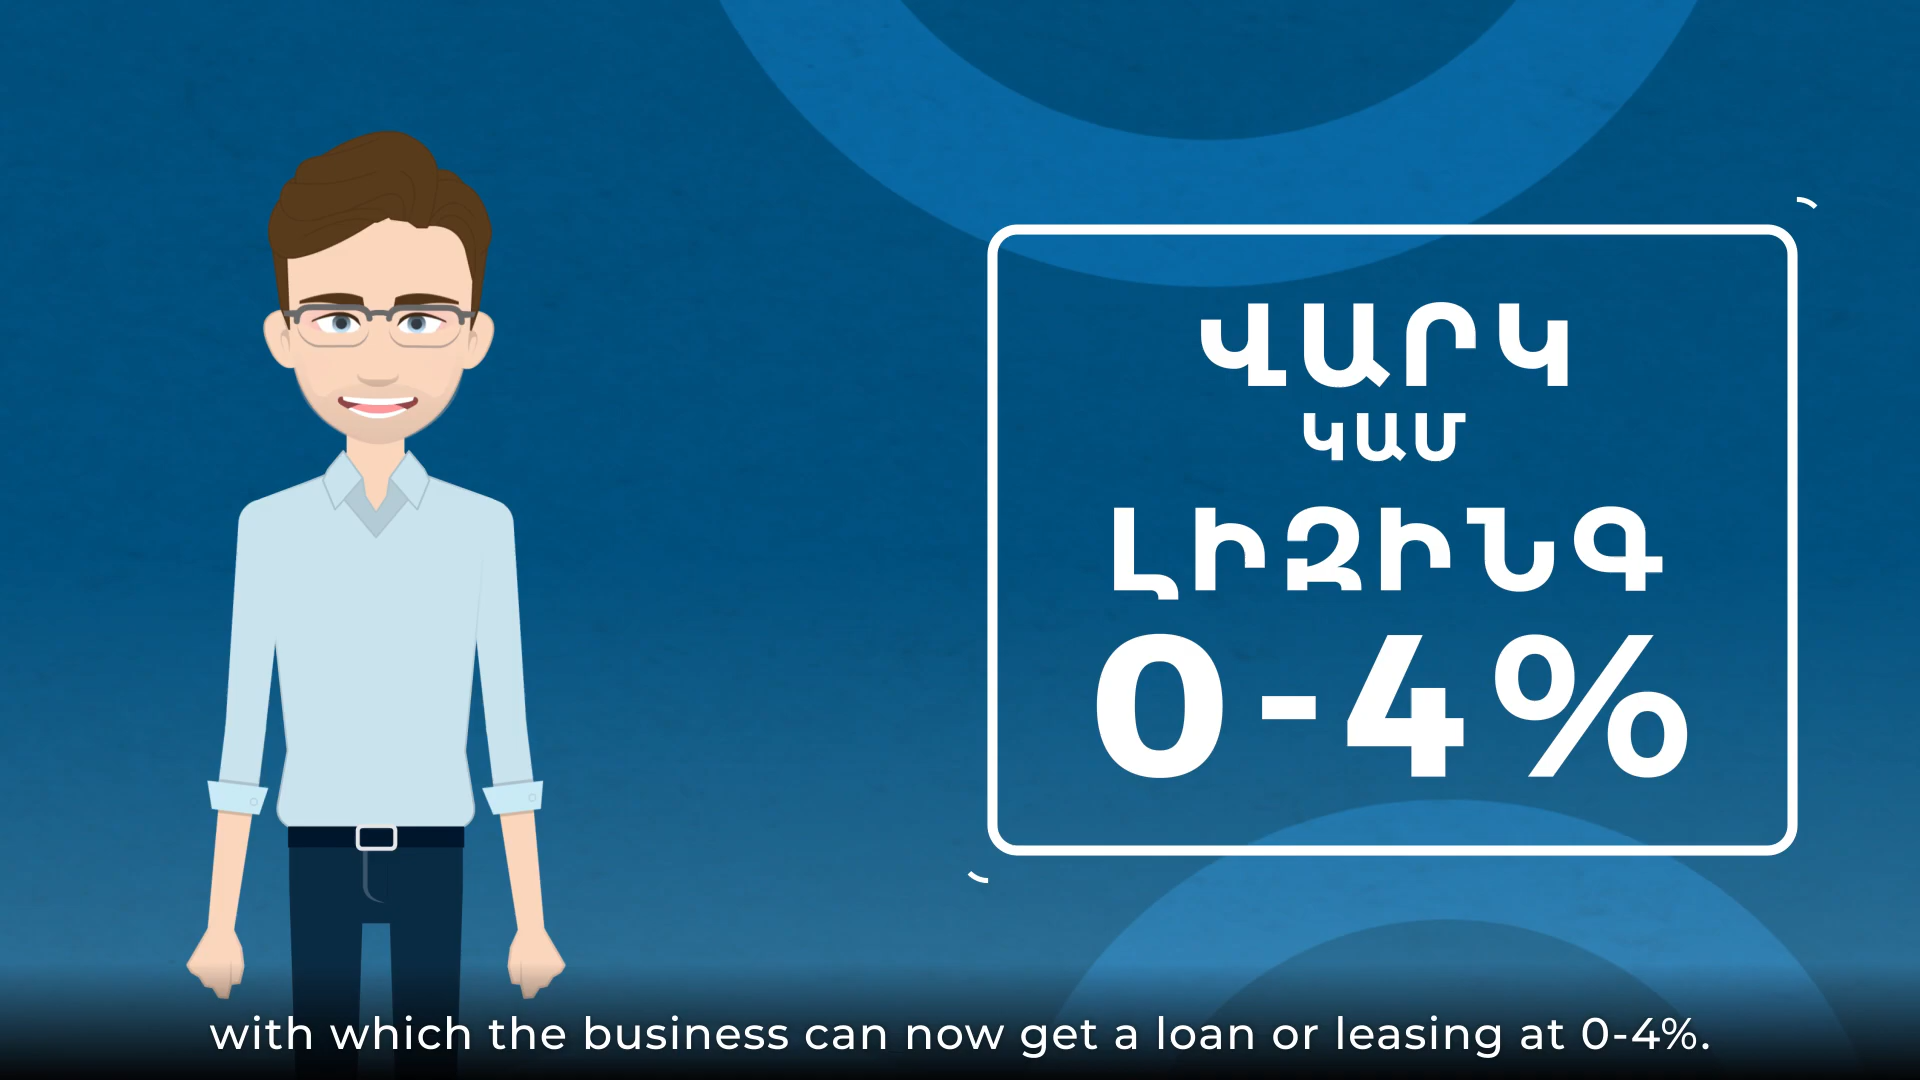 ՎԱՐԿ
ԿԱՄ
ԼԻԶԻՆԳ
0-4%
with which the business can now get a loan or leasing at 0-4%.